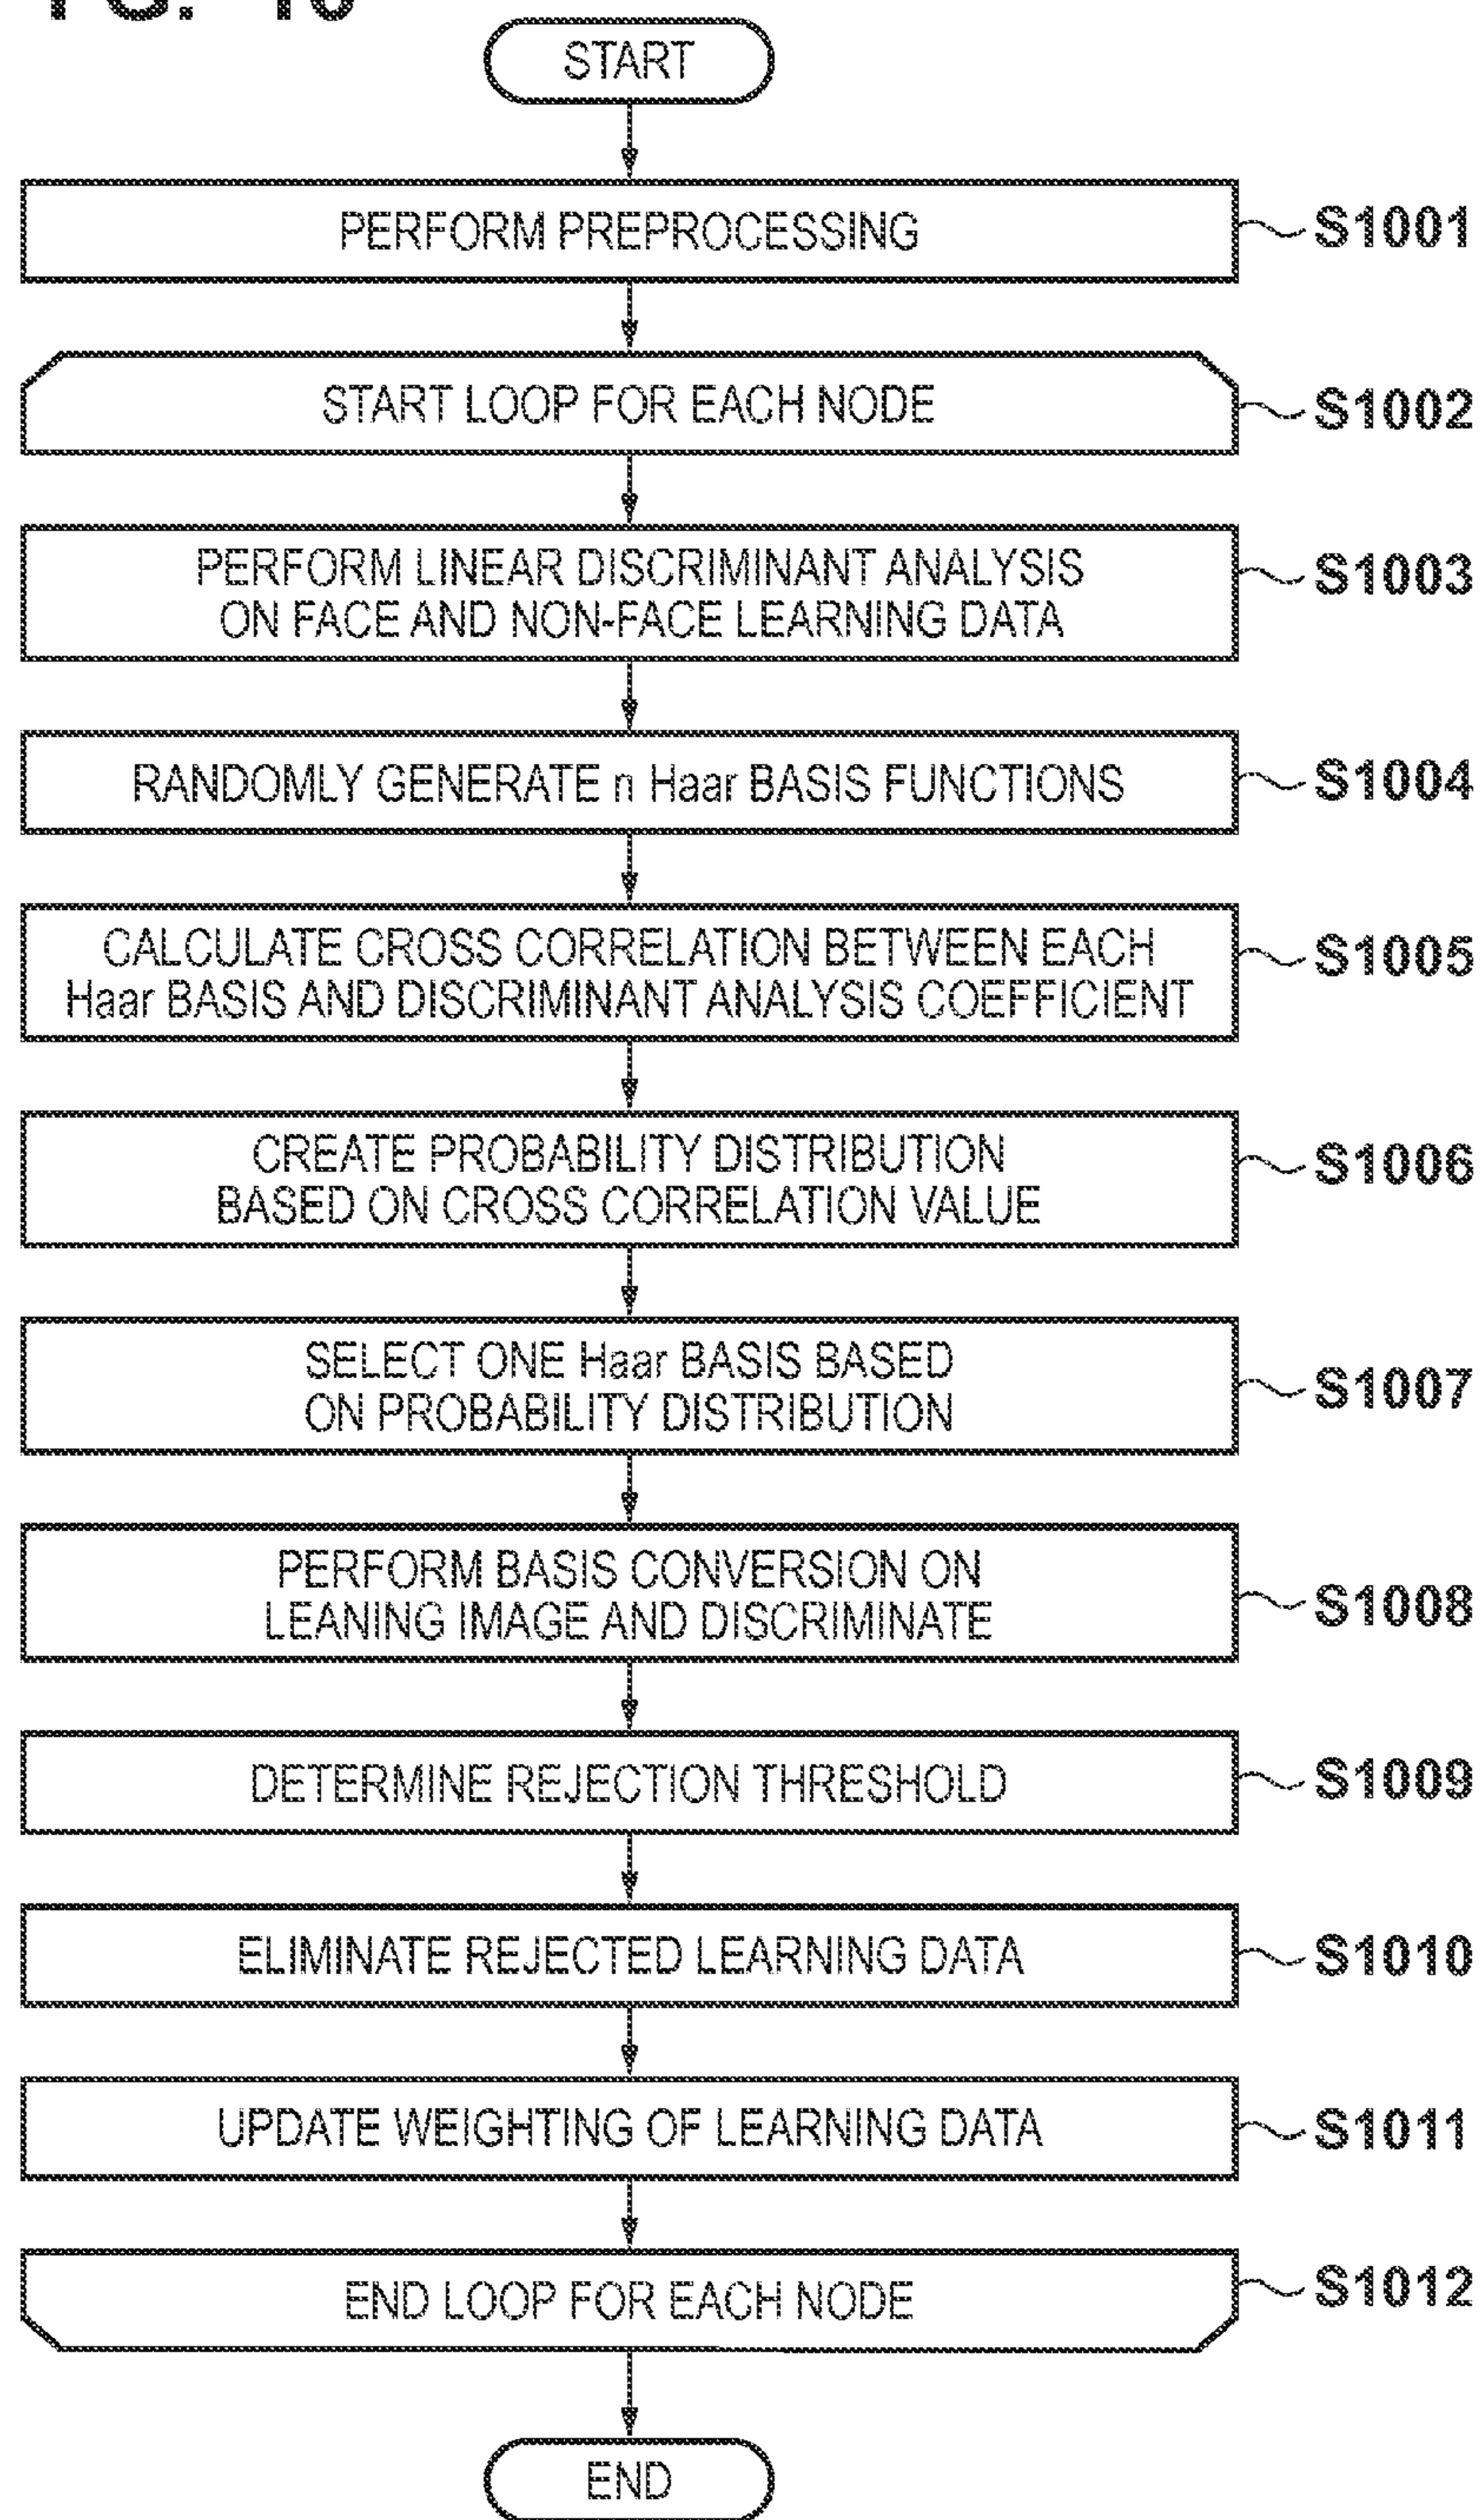 START
PERFORM PREPROCESSING
S1001
START LOOP FOR EACH NODE
S1002
PERFORM LINEAR DISCRIMINANT ANALYSIS
ON FACE AND NON-FACE LEARNING DATA
S1003
RANDOMLY GENERATE n Haar BASIS FUNCTIONS
S1004
CALCULATE CROSS CORRELATION BETWEEN EACH
Haar BASIS AND DISCRIMINANT ANALYSIS COEFFICIENT
S1005
CREATE PROBABILITY DISTRIBUTION
BASED ON CROSS CORRELATION VALUE
S1006
SELECT ONE Haar BASIS BASED
ON PROBABILITY DISTRIBUTION
S1007
PERFORM BASIS CONVERSION ON
LEANING IMAGE AND DISCRIMINATE
S1008
DETERMINE REJECTION THRESHOLD
S1009
ELIMINATE REJECTED LEARNING DATA
S1010
UPDATE WEIGHTING OF LEARNING DATA
S1011
END LOOP FOR EACH NODE
S1012
END